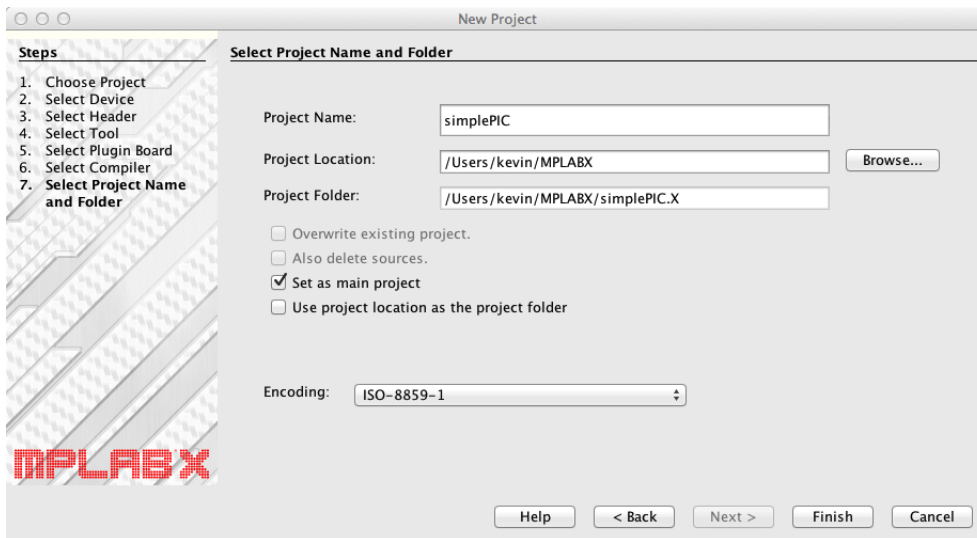 New Project
Steps
1. Choose Project
2. Select Device
3. Select Header
4. Select Tool
5. Select Plugin Board
6. Select Compiler
7. Select Project Name
and Folder
Select Project Name and Folder
Project Name: simplePIC
Project Location: /Users/kevin/MPLABX Browse...
Project Folder: /Users/kevin/MPLABX/simplePIC.X
Overwrite existing project.
Also delete sources.
Set as main project
Use project location as the project folder
Encoding: ISO-8859-1
MPLAB X
Help < Back Next > Finish Cancel